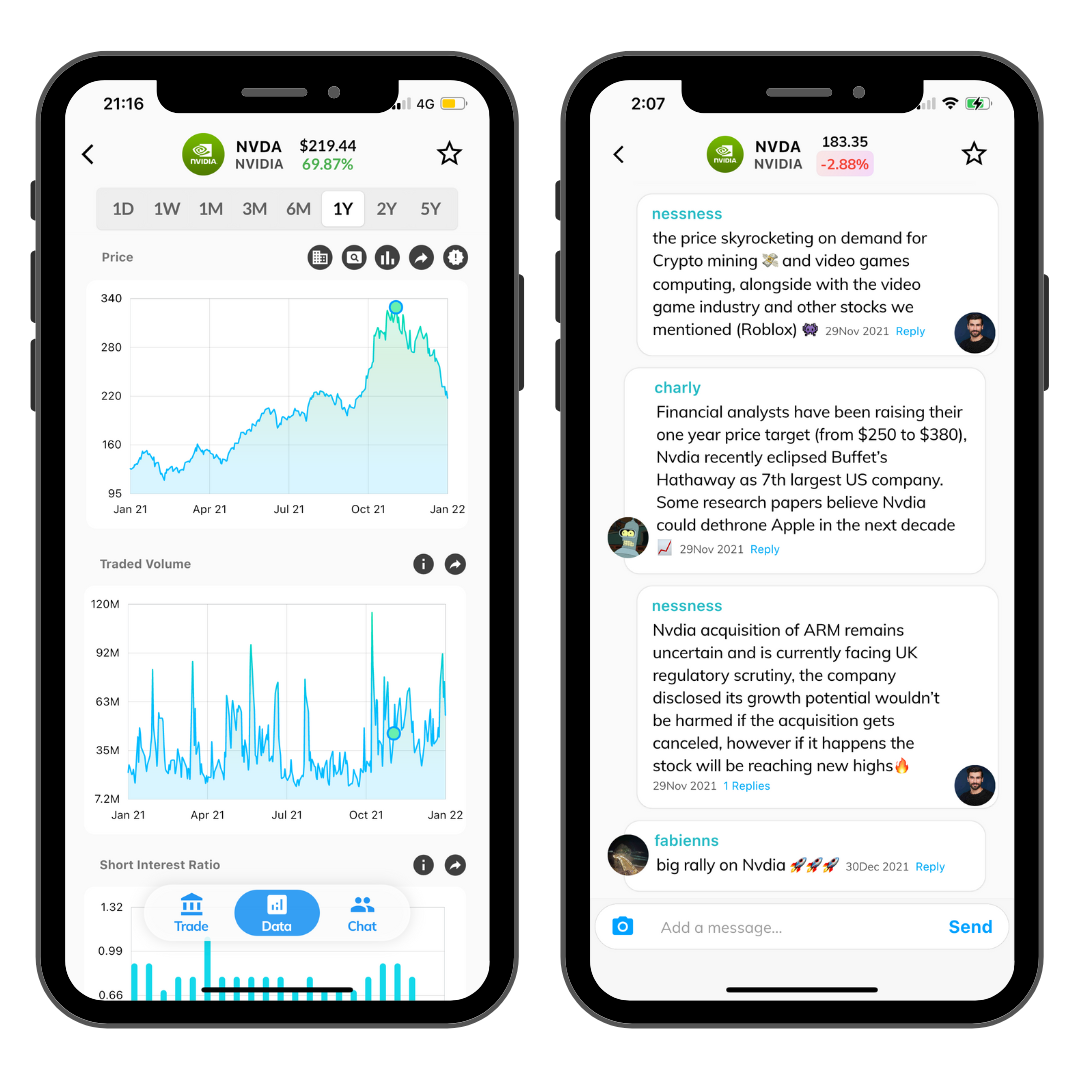 21:16
4G
NVIDIA
NVDA
$219.44
NVIDIA
69.87%
1D 1W 1M 3M 6M 1Y 2Y 5Y
Price
340
280
220
160
95
Jan 21 Apr 21 Jul 21 Oct 21 Jan 22
Traded Volume
120M
92M
63M
35M
7.2M
Jan 21 Apr 21 Jul 21 Oct 21 Jan 22
Short Interest Ratio
1.32
0.99
0.66
Trade Data Chat
2:07
NVIDIA
NVDA
183.35
NVIDIA
-2.88%
nessness
the price skyrocketing on demand for
Crypto mining 💸 and video games
computing, alongside with the video
game industry and other stocks we
mentioned (Roblox) 👾 29Nov 2021 Reply
charly
Financial analysts have been raising their
one year price target (from $250 to $380),
Nvdia recently eclipsed Buffet's
Hathaway as 7th largest US company.
Some research papers believe Nvdia
could dethrone Apple in the next decade
📈 29Nov 2021 Reply
nessness
Nvdia acquisition of ARM remains
uncertain and is currently facing UK
regulatory scrutiny, the company
disclosed its growth potential wouldn't
be harmed if the acquisition gets
canceled, however if it happens the
stock will be reaching new highs🔥
29Nov 2021 1 Replies
fabienns
big rally on Nvdia 🚀🚀🚀 30Dec 2021 Reply
Add a message...
Send